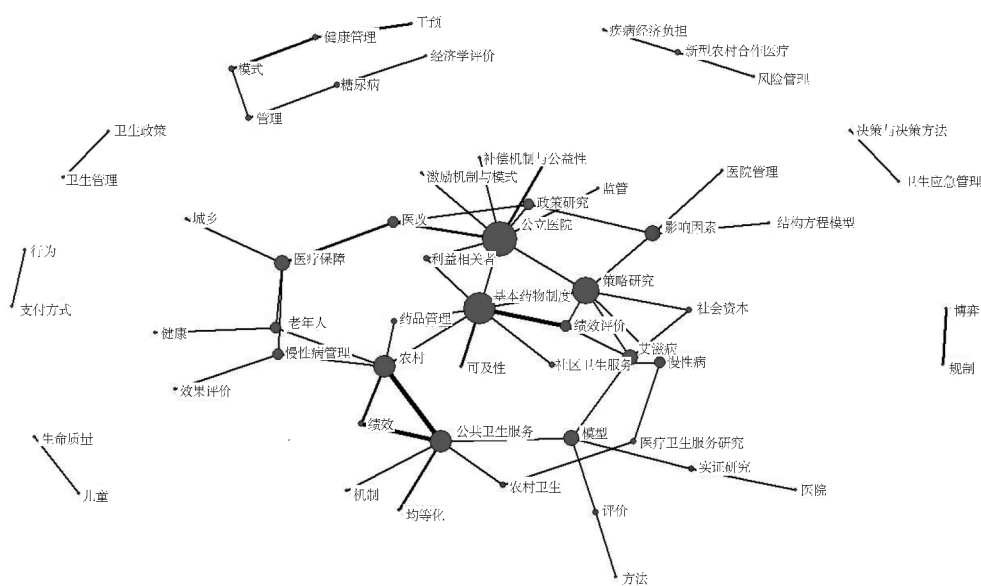 干预
疾病经济负担
健康管理
新型农村合作医疗
经济学评价
模式
风险管理
糖尿病
管理
卫生政策
决策与决策方法
补偿机制与公益性
激励机制与模式
医院管理
卫生管理
卫生应急管理
监管
政策研究
城乡
医改
公立医院
影响因素
结构方程模型
行为
医疗保障
利益相关者
策略研究
基本药物制度
支付方式
社会资本
博弈
老年人
药品管理
绩效评价
健康
慢性病管理
农村
艾滋病
可及性
社区卫生服务
慢性病
规制
效果评价
绩效
公共卫生服务
模型
生命质量
医疗卫生服务研究
实证研究
机制
农村卫生
医院
儿童
均等化
评价
方法